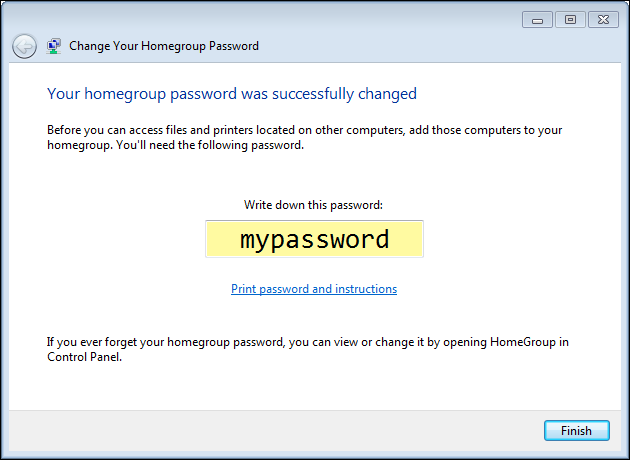 Change Your Homegroup Password
Your homegroup password was successfully changed
Before you can access files and printers located on other computers, add those computers to your
homegroup. You'll need the following password.
Write down this password:
mypassword
Print password and instructions
If you ever forget your homegroup password, you can view or change it by opening HomeGroup in
Control Panel.
Finish